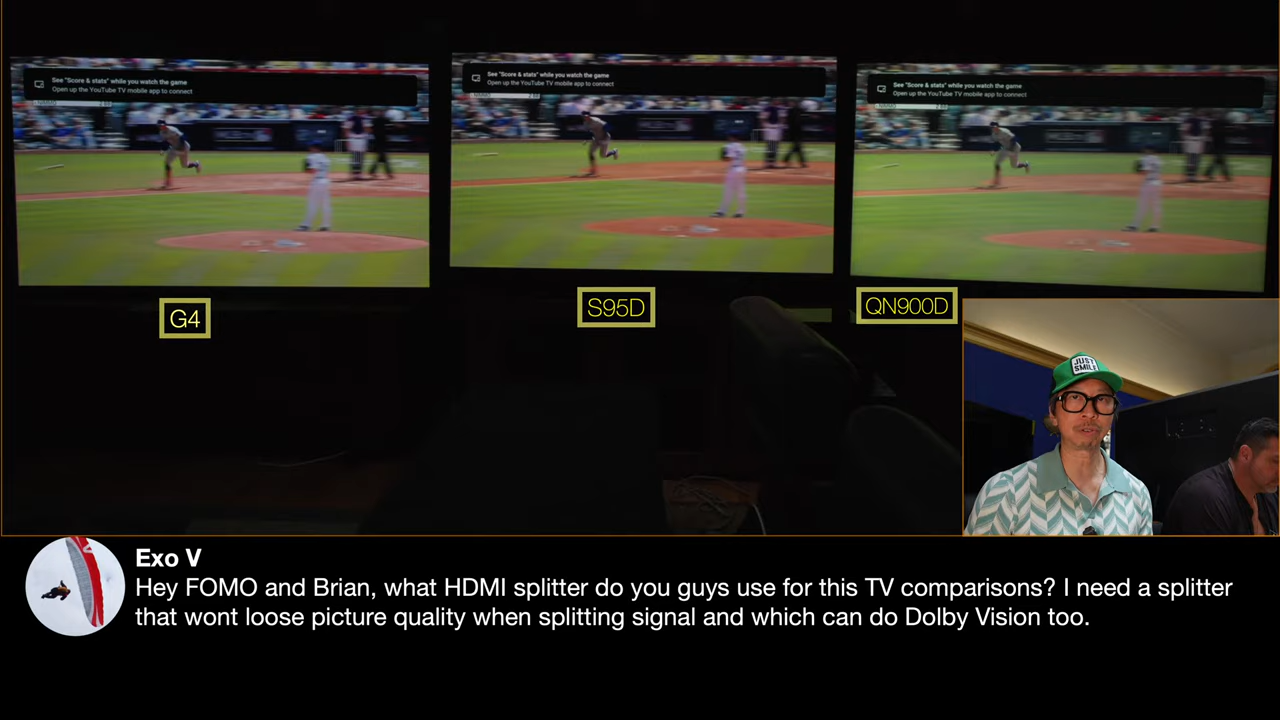 See "Score & stats" while you watch the game
Open up the YouTube TV mobile app to connect
See "Score & stats" while you watch the game
Open up the YouTube TV mobile app to connect
See "Score & stats" while you watch the game
Open up the YouTube TV mobile app to connect
G4
S95D
QN900D
JUST
SMILE
Exo V
Hey FOMO and Brian, what HDMI splitter do you guys use for this TV comparisons? I need a splitter
that wont loose picture quality when splitting signal and which can do Dolby Vision too.